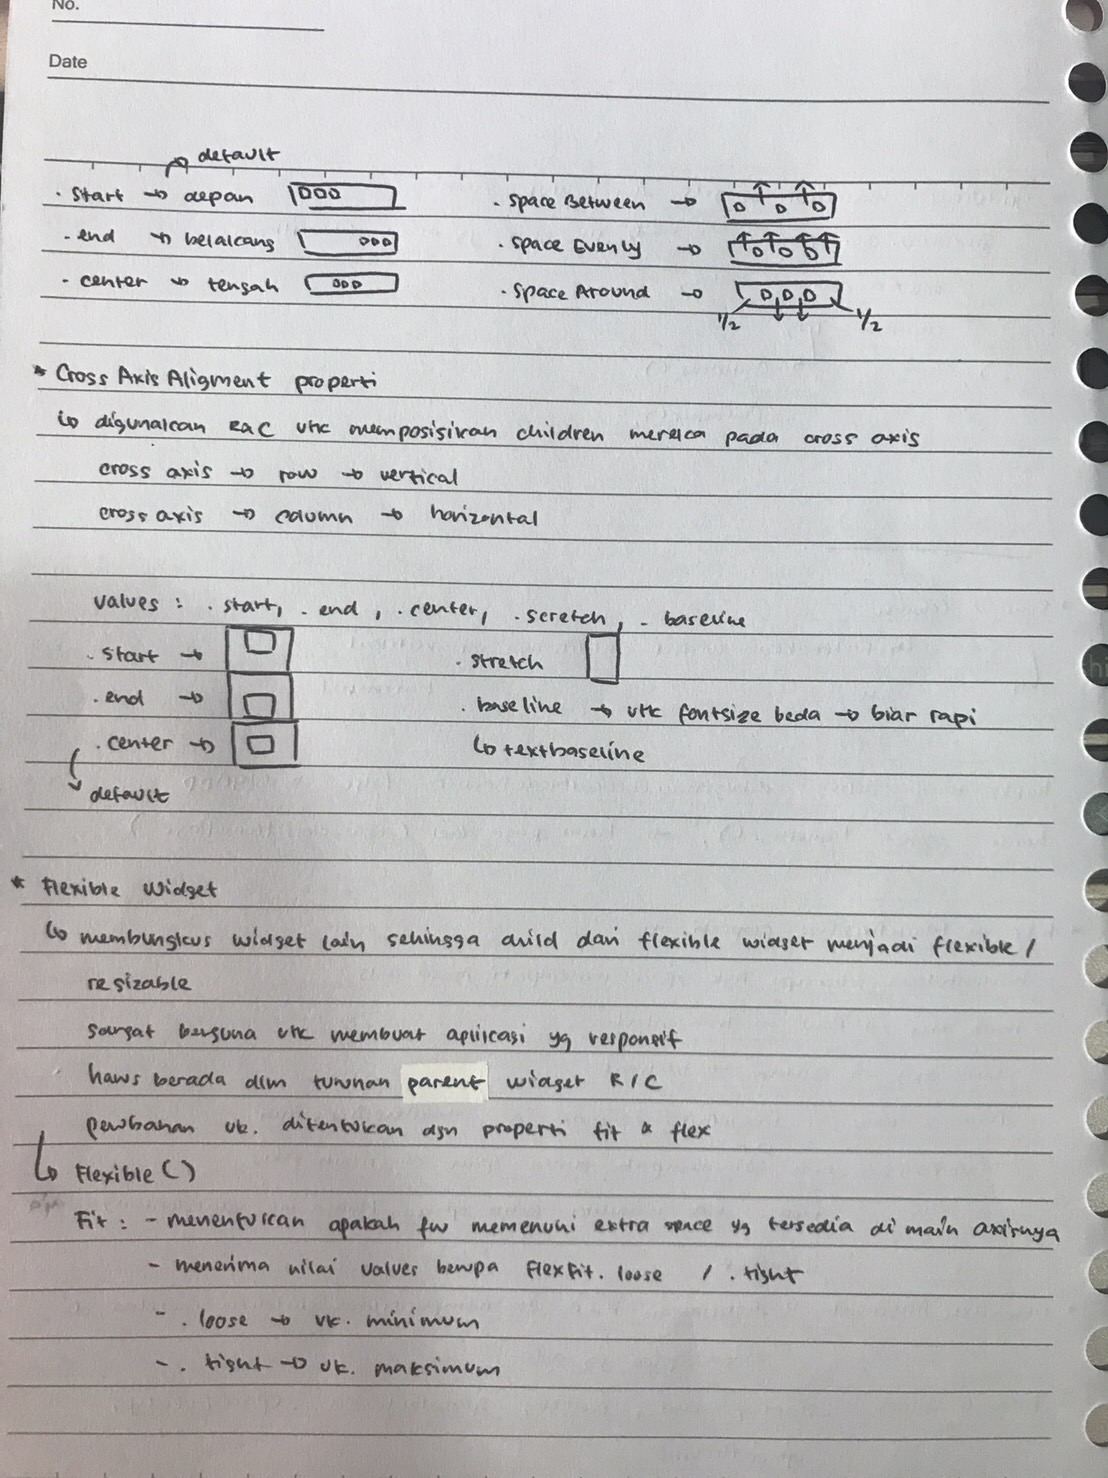 No.
Date
default
. start → depan
. Space Between →
. end → belakang
. Space Evenly →
. center → tengah
. Space Around →
1/2 1/2
* Cross Axis Aligment properti
↳ digunakan R&C utk memposisikan children mereka pada cross axis
cross axis → row → vertical
cross axis → column → horizontal
values : . start, . end , . center, . scretch, . baseline
. start →
. stretch
. end →
. baseline → utk fontsize beda → biar rapi
. center →
↳ textbaseline
default
* Flexible Widget
↳ membungkus widget lain sehingga child dari flexible widget menjadi flexible /
resizable
sangat berguna utk membuat aplikasi yg responsif
harus berada dlm turunan parent widget R/C
perubahan uk. ditentukan dgn properti fit & flex
↳ Flexible ( )
Fit : - menentukan apakah fw memenuhi extra space yg tersedia di main axisnya
- menerima nilai values berupa FlexFit. loose / . tight
- . loose → uk. minimum
- . tight → uk. maksimum